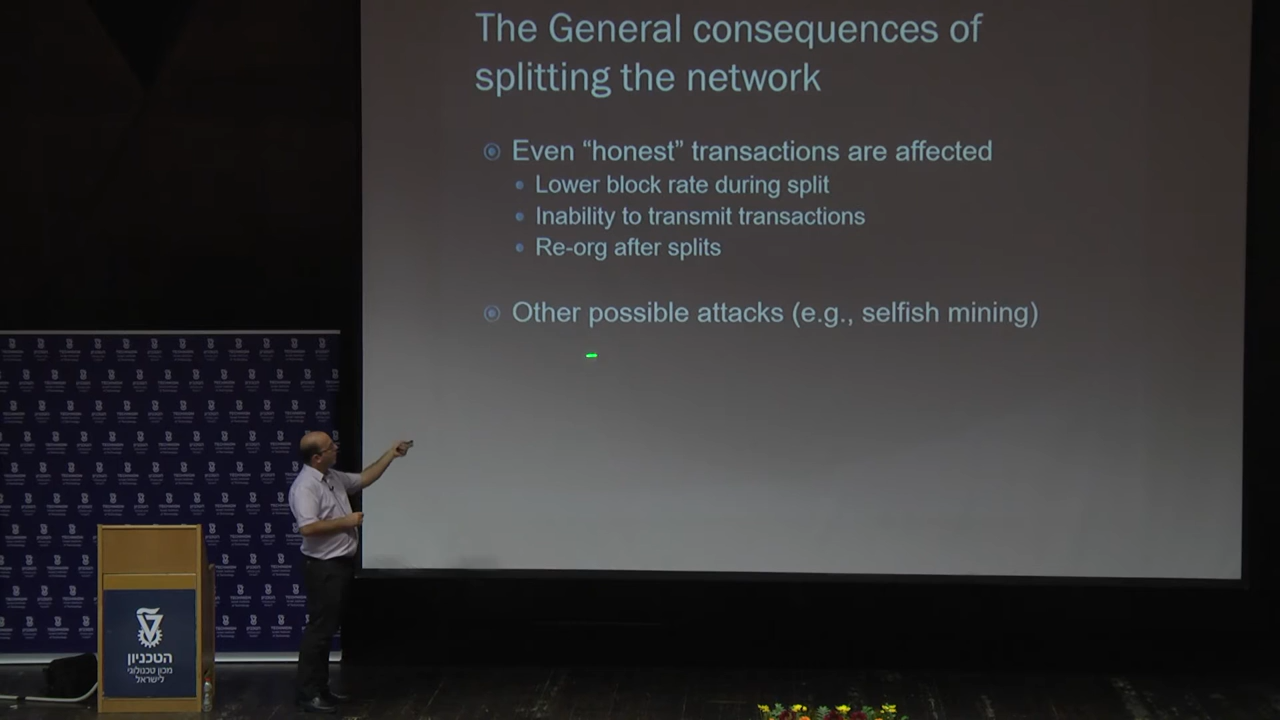 The General consequences of
splitting the network
Even “honest” transactions are affected
Lower block rate during split
Inability to transmit transactions
Re-org after splits
Other possible attacks (e.g., selfish mining)
הטכניון
מכון טכנולוגי
לישראל